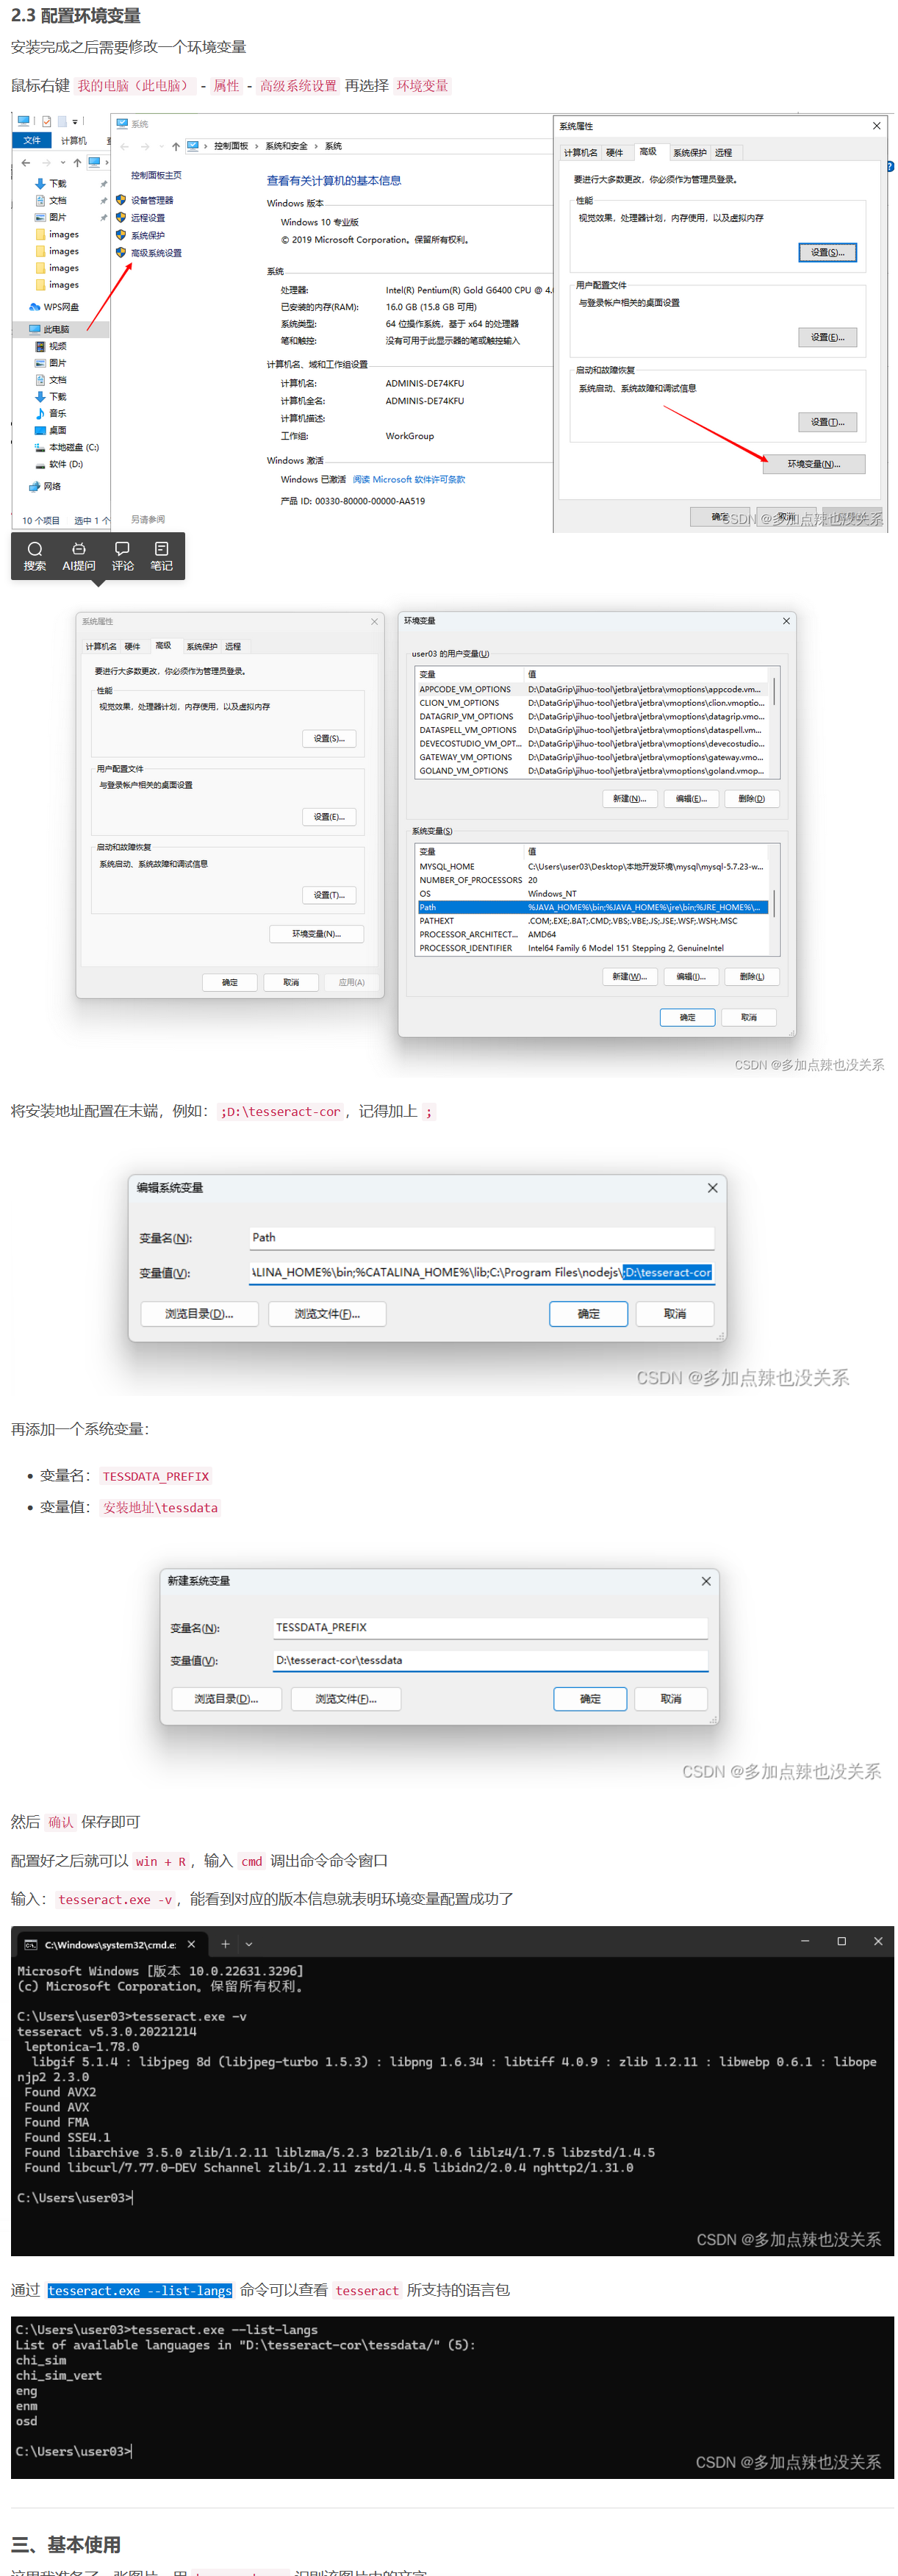 2.3 配置环境变量
安装完成之后需要修改一个环境变量
鼠标右键 我的电脑（此电脑） - 属性 - 高级系统设置 再选择 环境变量
文件 计算机
下载
文档
图片
images
images
images
images
WPS网盘
此电脑
视频
图片
文档
下载
音乐
桌面
本地磁盘 (C:)
软件 (D:)
网络
10 个项目 选中 1 个
系统
控制面板 › 系统和安全 › 系统
控制面板主页
设备管理器
远程设置
系统保护
高级系统设置
另请参阅
查看有关计算机的基本信息
Windows 版本
Windows 10 专业版
© 2019 Microsoft Corporation。保留所有权利。
系统
处理器: Intel(R) Pentium(R) Gold G6400 CPU @ 4.
已安装的内存(RAM): 16.0 GB (15.8 GB 可用)
系统类型: 64 位操作系统, 基于 x64 的处理器
笔和触控: 没有可用于此显示器的笔或触控输入
计算机名、域和工作组设置
计算机名: ADMINIS-DE74KFU
计算机全名: ADMINIS-DE74KFU
计算机描述:
工作组: WorkGroup
Windows 激活
Windows 已激活 阅读 Microsoft 软件许可条款
产品 ID: 00330-80000-00000-AA519
系统属性
计算机名 硬件 高级 系统保护 远程
要进行大多数更改，你必须作为管理员登录。
性能
视觉效果，处理器计划，内存使用，以及虚拟内存
设置(S)...
用户配置文件
与登录帐户相关的桌面设置
设置(E)...
启动和故障恢复
系统启动、系统故障和调试信息
设置(T)...
环境变量(N)...
确定 取消
CSDN @多加点辣也没关系
搜索 AI提问 评论 笔记
系统属性
计算机名 硬件 高级 系统保护 远程
要进行大多数更改，你必须作为管理员登录。
性能
视觉效果，处理器计划，内存使用，以及虚拟内存
设置(S)...
用户配置文件
与登录帐户相关的桌面设置
设置(E)...
启动和故障恢复
系统启动、系统故障和调试信息
设置(T)...
环境变量(N)...
确定 取消 应用(A)
环境变量
user03 的用户变量(U)
变量 值
APPCODE_VM_OPTIONS D:\DataGrip\jihuo-tool\jetbra\jetbra\vmoptions\appcode.vm...
CLION_VM_OPTIONS D:\DataGrip\jihuo-tool\jetbra\jetbra\vmoptions\clion.vmoptio...
DATAGRIP_VM_OPTIONS D:\DataGrip\jihuo-tool\jetbra\jetbra\vmoptions\datagrip.vmo...
DATASPELL_VM_OPTIONS D:\DataGrip\jihuo-tool\jetbra\jetbra\vmoptions\dataspell.vm...
DEVECOSTUDIO_VM_OPT... D:\DataGrip\jihuo-tool\jetbra\jetbra\vmoptions\devecostudio...
GATEWAY_VM_OPTIONS D:\DataGrip\jihuo-tool\jetbra\jetbra\vmoptions\gateway.vmo...
GOLAND_VM_OPTIONS D:\DataGrip\jihuo-tool\jetbra\jetbra\vmoptions\goland.vmop...
新建(N)... 编辑(E)... 删除(D)
系统变量(S)
变量 值
MYSQL_HOME C:\Users\user03\Desktop\本地开发环境\mysql\mysql-5.7.23-w...
NUMBER_OF_PROCESSORS 20
OS Windows_NT
Path %JAVA_HOME%\bin;%JAVA_HOME%\jre\bin;%JRE_HOME%\...
PATHEXT .COM;.EXE;.BAT;.CMD;.VBS;.VBE;.JS;.JSE;.WSF;.WSH;.MSC
PROCESSOR_ARCHITECT... AMD64
PROCESSOR_IDENTIFIER Intel64 Family 6 Model 151 Stepping 2, GenuineIntel
新建(W)... 编辑(I)... 删除(L)
确定 取消
CSDN @多加点辣也没关系
将安装地址配置在末端，例如：;D:\tesseract-cor，记得加上 ;
编辑系统变量
变量名(N): Path
变量值(V): ALINA_HOME%\bin;%CATALINA_HOME%\lib;C:\Program Files\nodejs\;D:\tesseract-cor
浏览目录(D)... 浏览文件(F)... 确定 取消
CSDN @多加点辣也没关系
再添加一个系统变量：
• 变量名：TESSDATA_PREFIX
• 变量值：安装地址\tessdata
新建系统变量
变量名(N): TESSDATA_PREFIX
变量值(V): D:\tesseract-cor\tessdata
浏览目录(D)... 浏览文件(F)... 确定 取消
CSDN @多加点辣也没关系
然后 确认 保存即可
配置好之后就可以 win + R，输入 cmd 调出命令命令窗口
输入：tesseract.exe -v，能看到对应的版本信息就表明环境变量配置成功了
C:\Windows\system32\cmd.e
Microsoft Windows [版本 10.0.22631.3296]
(c) Microsoft Corporation。保留所有权利。
C:\Users\user03>tesseract.exe -v
tesseract v5.3.0.20221214
leptonica-1.78.0
libgif 5.1.4 : libjpeg 8d (libjpeg-turbo 1.5.3) : libpng 1.6.34 : libtiff 4.0.9 : zlib 1.2.11 : libwebp 0.6.1 : libope
njp2 2.3.0
Found AVX2
Found AVX
Found FMA
Found SSE4.1
Found libarchive 3.5.0 zlib/1.2.11 liblzma/5.2.3 bz2lib/1.0.6 liblz4/1.7.5 libzstd/1.4.5
Found libcurl/7.77.0-DEV Schannel zlib/1.2.11 zstd/1.4.5 libidn2/2.0.4 nghttp2/1.31.0
C:\Users\user03>
CSDN @多加点辣也没关系
通过 tesseract.exe --list-langs 命令可以查看 tesseract 所支持的语言包
C:\Users\user03>tesseract.exe --list-langs
List of available languages in "D:\tesseract-cor\tessdata/" (5):
chi_sim
chi_sim_vert
eng
enm
osd
C:\Users\user03>
CSDN @多加点辣也没关系
三、基本使用